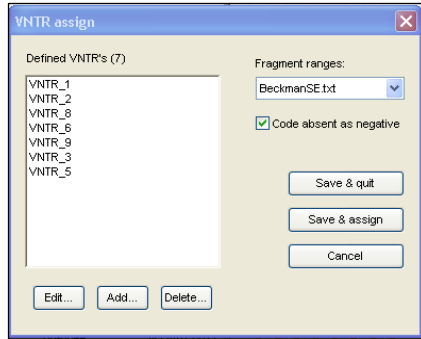 VNTR assign
Defined VNTR's (7)
VNTR_1
VNTR_2
VNTR_8
VNTR_6
VNTR_9
VNTR_3
VNTR_5
Fragment ranges:
BeckmanSE.txt
Code absent as negative
Save & quit
Save & assign
Cancel
Edit...
Add...
Delete...